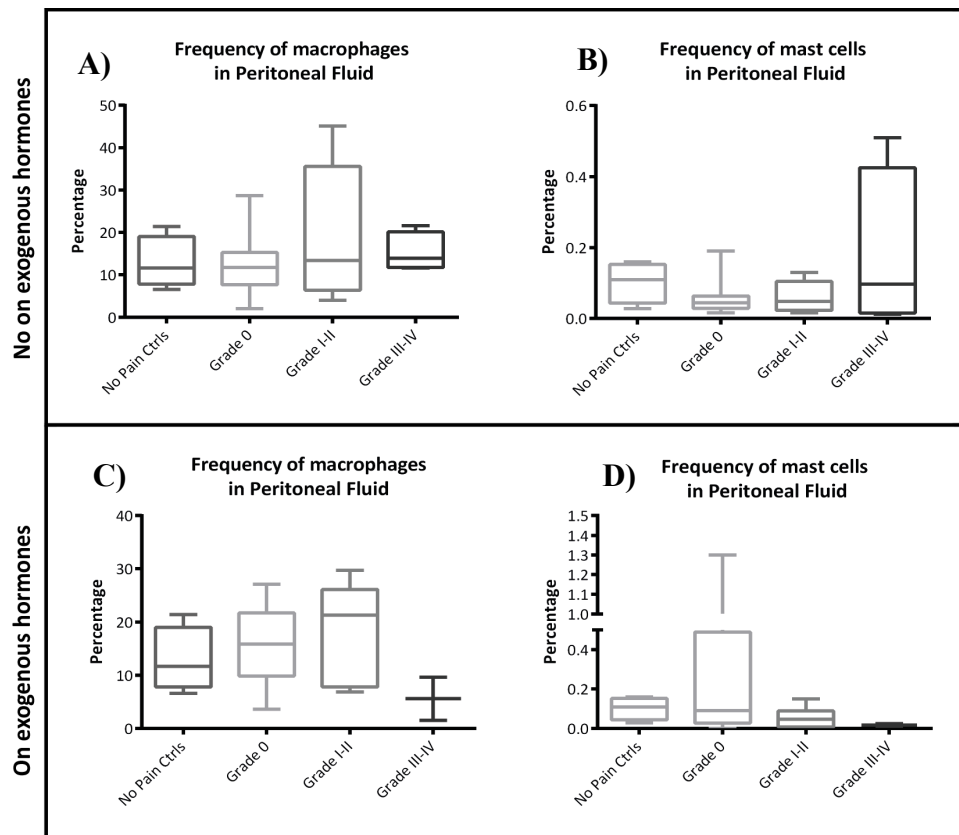 No on exogenous hormones
A)
Frequency of macrophages
in Peritoneal Fluid
Percentage
50
40
30
20
10
0
No Pain Ctrls
Grade 0
Grade I-II
Grade III-IV
B)
Frequency of mast cells
in Peritoneal Fluid
Percentage
0.6
0.4
0.2
0.0
No Pain Ctrls
Grade 0
Grade I-II
Grade III-IV
On exogenous hormones
C)
Frequency of macrophages
in Peritoneal Fluid
Percentage
40
30
20
10
0
No Pain Ctrls
Grade 0
Grade I-II
Grade III-IV
D)
Frequency of mast cells
in Peritoneal Fluid
Percentage
1.5
1.4
1.3
1.2
1.1
1.0
0.4
0.2
0.0
No Pain Ctrls
Grade 0
Grade I-II
Grade III-IV